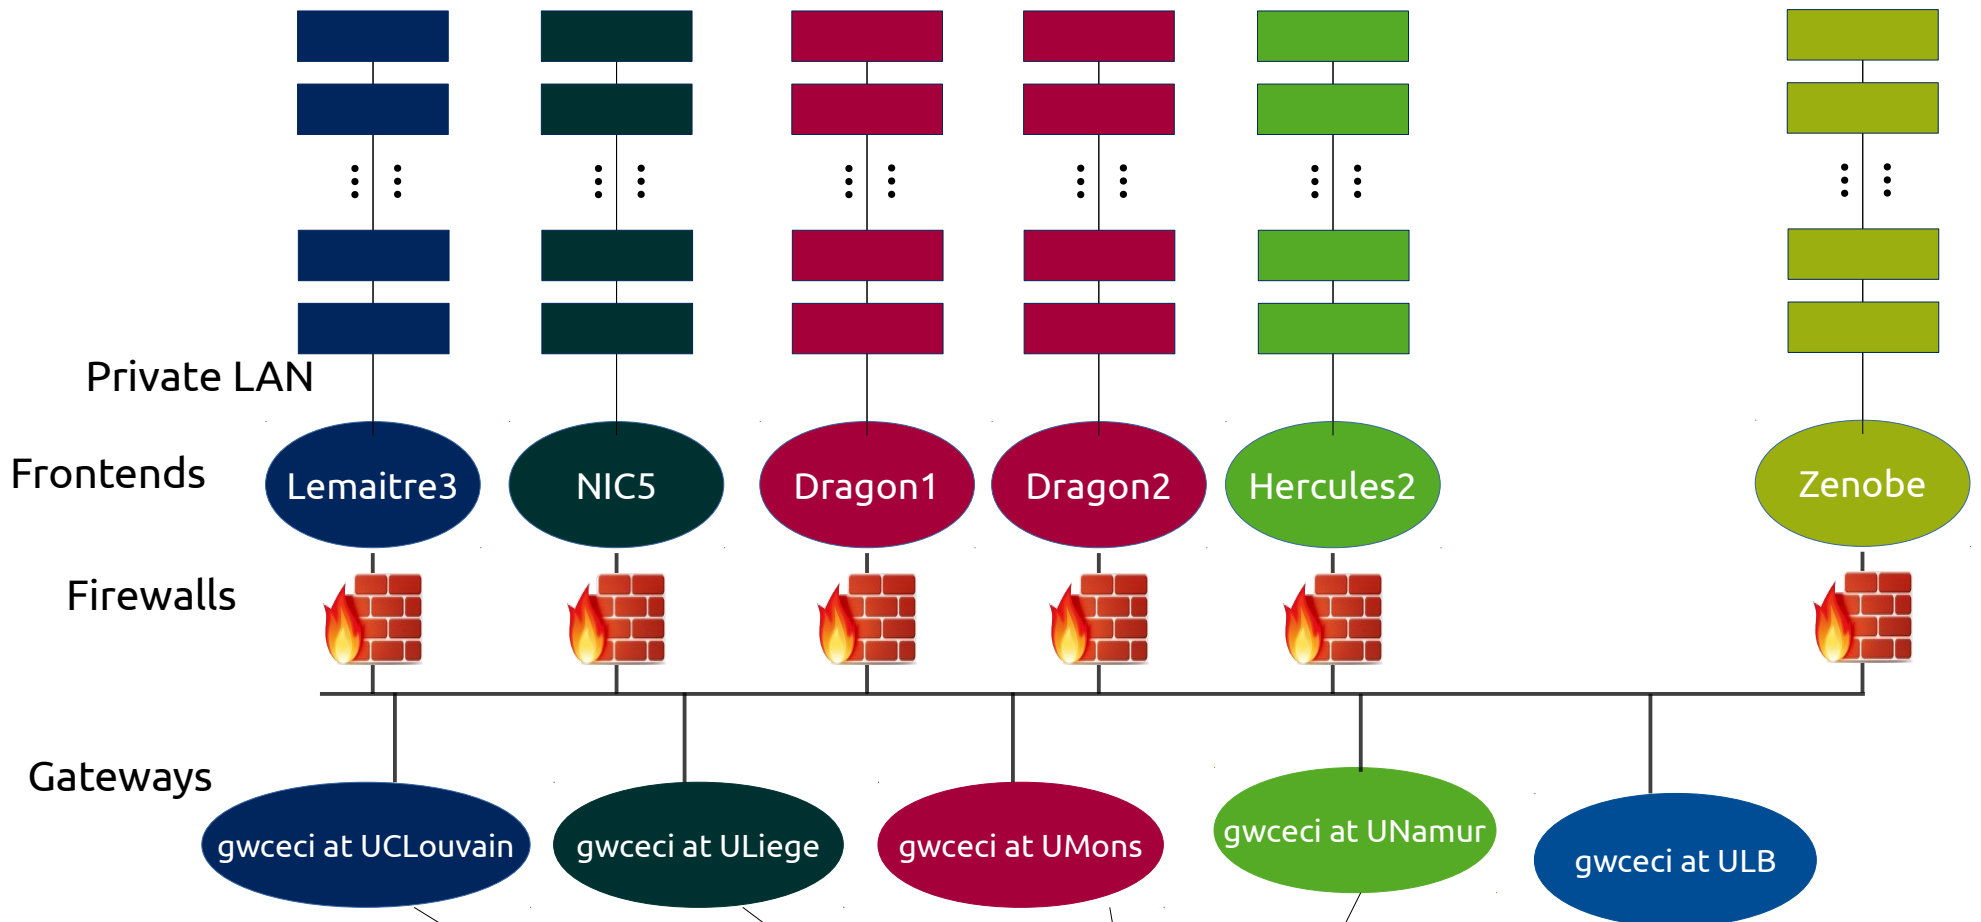 Private LAN
Frontends
Lemaitre3
NIC5
Dragon1
Dragon2
Hercules2
Zenobe
Firewalls
Gateways
gwceci at UCLouvain
gwceci at ULiege
gwceci at UMons
gwceci at UNamur
gwceci at ULB